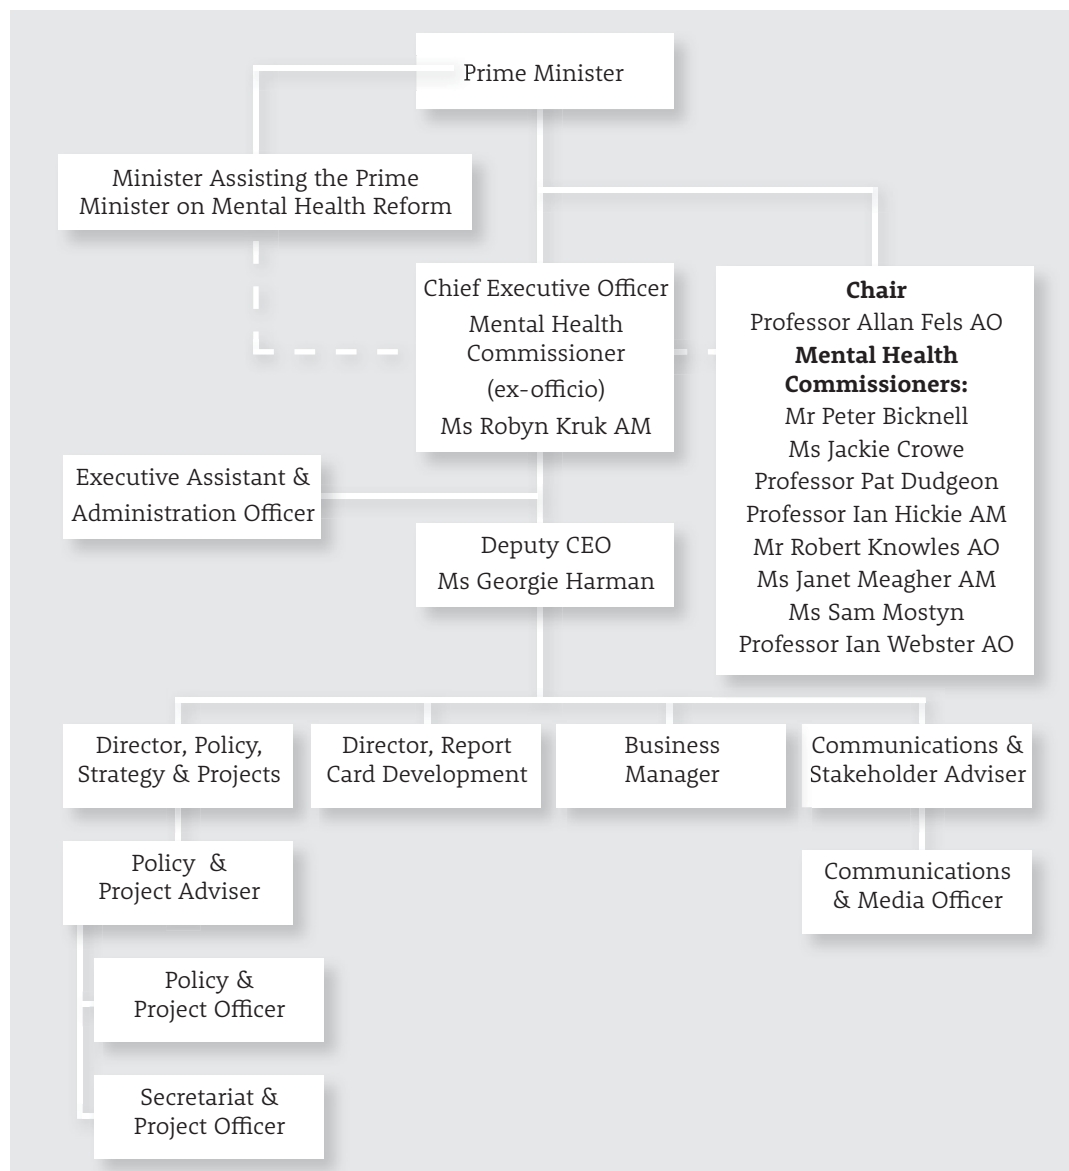 Prime Minister
Minister Assisting the Prime
Minister on Mental Health Reform
Chief Executive Officer
Mental Health
Commissioner
(ex-officio)
Ms Robyn Kruk AM
Chair
Professor Allan Fels AO
Mental Health
Commissioners:
Mr Peter Bicknell
Ms Jackie Crowe
Professor Pat Dudgeon
Professor Ian Hickie AM
Mr Robert Knowles AO
Ms Janet Meagher AM
Ms Sam Mostyn
Professor Ian Webster AO
Executive Assistant &
Administration Officer
Deputy CEO
Ms Georgie Harman
Director, Policy,
Strategy & Projects
Director, Report
Card Development
Business
Manager
Communications &
Stakeholder Adviser
Policy &
Project Adviser
Communications
& Media Officer
Policy &
Project Officer
Secretariat &
Project Officer